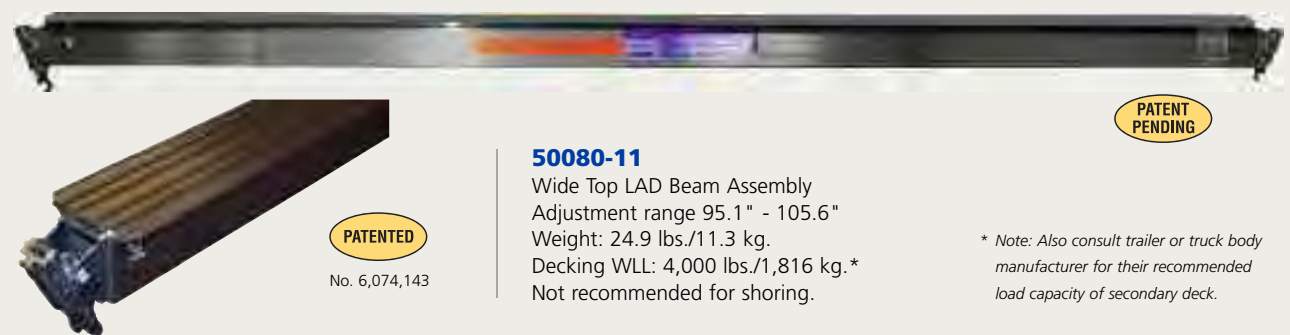 PATENT
PENDING
50080-11
Wide Top LAD Beam Assembly
Adjustment range 95.1" - 105.6"
Weight: 24.9 lbs./11.3 kg.
Decking WLL: 4,000 lbs./1,816 kg.*
Not recommended for shoring.
PATENTED
No. 6,074,143
* Note: Also consult trailer or truck body
manufacturer for their recommended
load capacity of secondary deck.